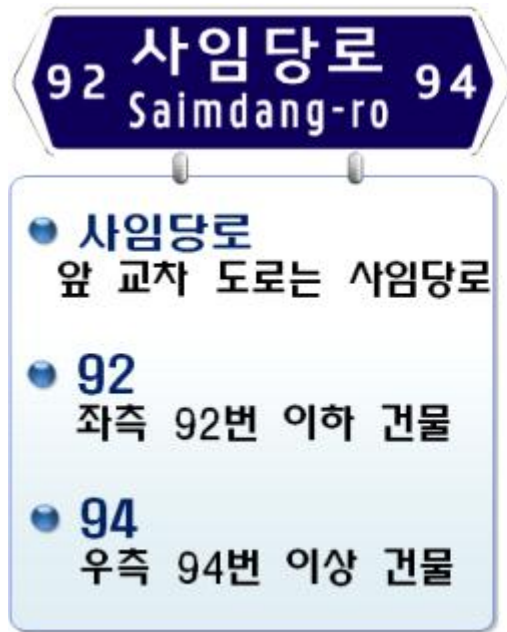 92 사임당로 94
Saimdang-ro
사임당로
앞 교차 도로는 사임당로
92
좌측 92번 이하 건물
94
우측 94번 이상 건물